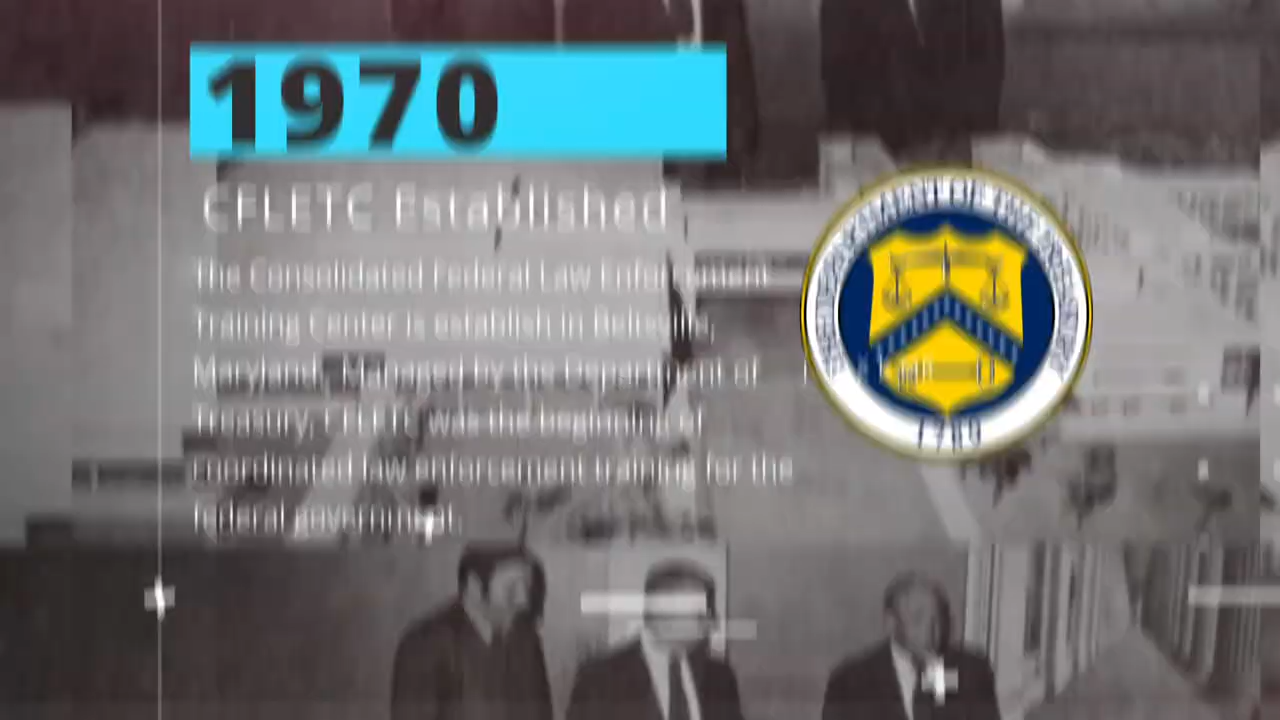 1970
CFLETC Established
The Consolidated Federal Law Enforcement
Training Center is establish in Beltsville,
Maryland. Managed by the Department of
Treasury, CFLETC was the beginning of
coordinated law enforcement training for the
federal government.
1789